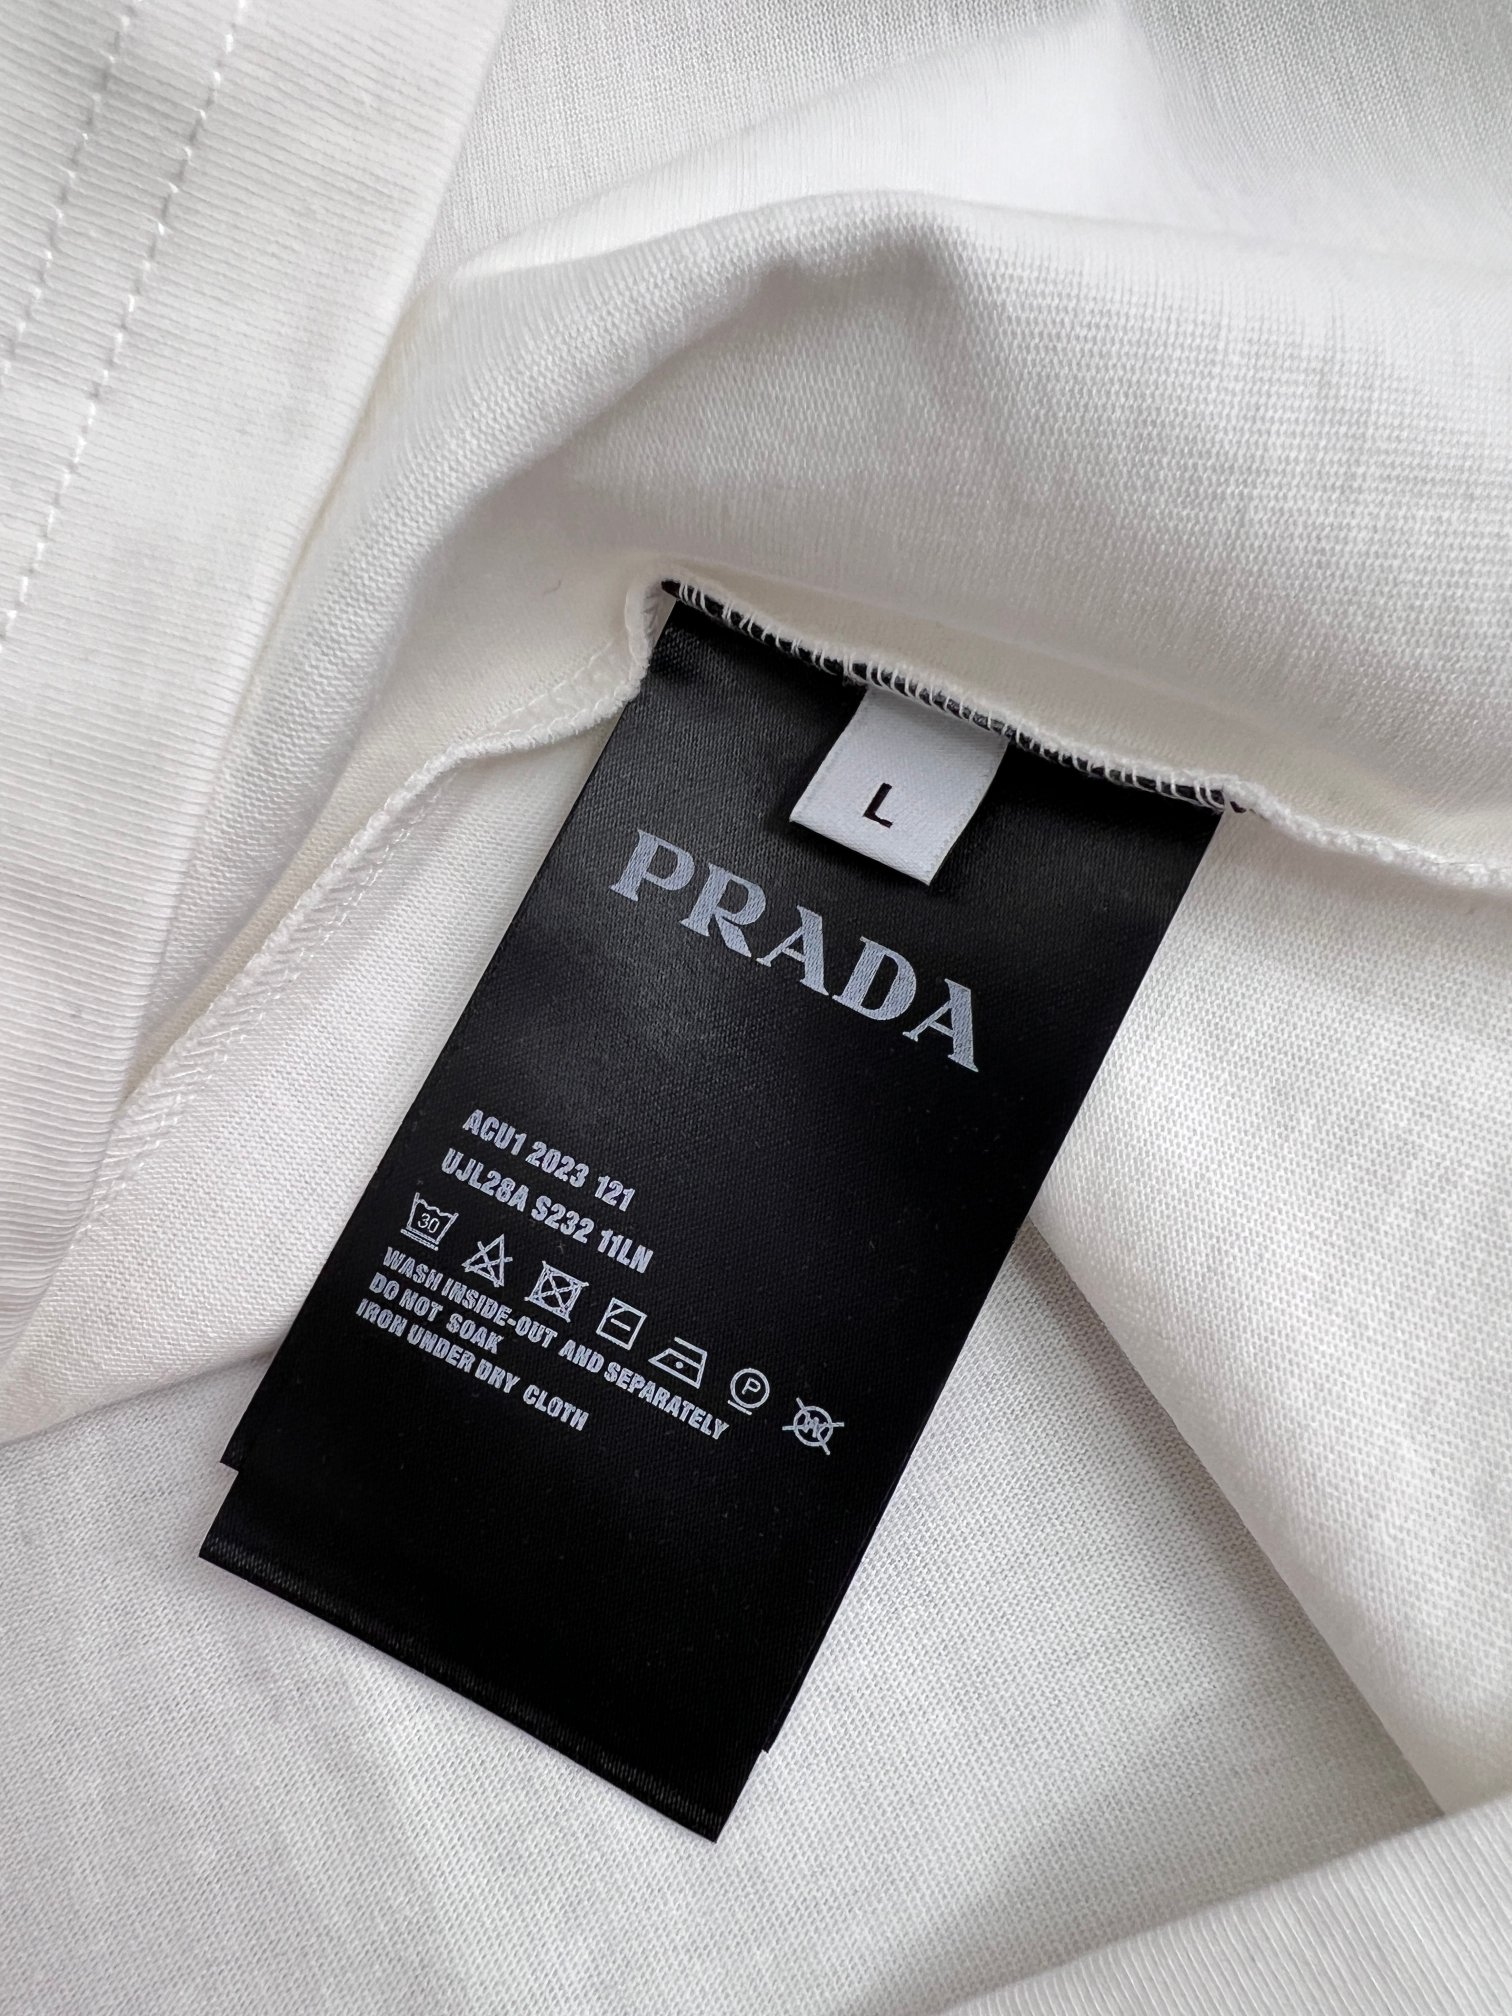 L
PRADA
ACU1 2023 121
UJL28A S232 11LN
30
P
W
WASH INSIDE-OUT AND SEPARATELY
DO NOT SOAK
IRON UNDER DRY CLOTH